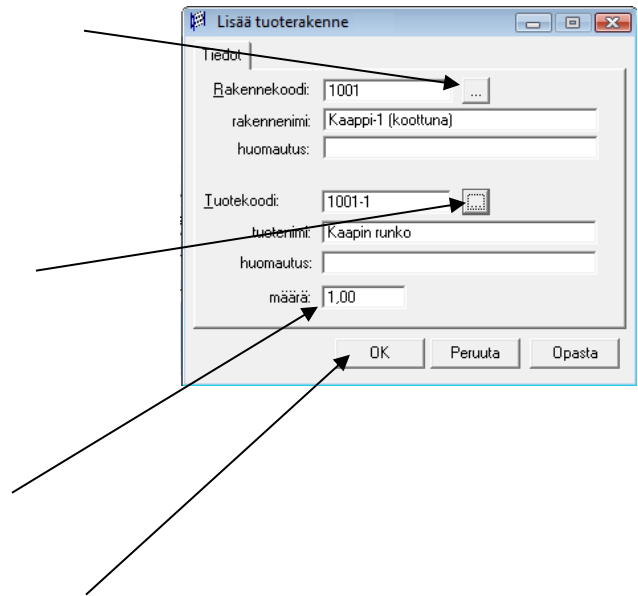 Lisää tuoterakenne
Tiedot
Rakennekoodi: 1001 ...
rakennenimi: Kaappi-1 (koottuna)
huomautus:
Tuotekoodi: 1001-1 ...
tuotenimi: Kaapin runko
huomautus:
määrä: 1,00
OK Peruuta Opasta